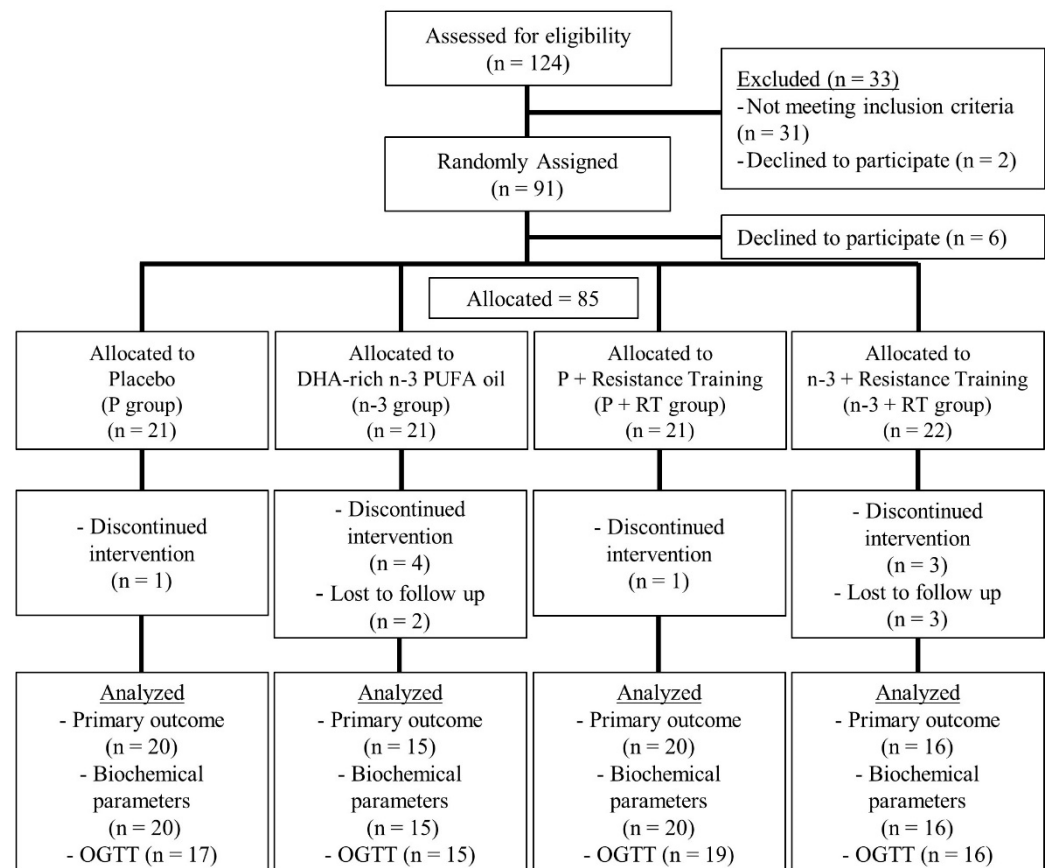 Assessed for eligibility
(n = 124)
Excluded (n = 33)
-Not meeting inclusion criteria
(n = 31)
-Declined to participate (n = 2)
Randomly Assigned
(n = 91)
Declined to participate (n = 6)
Allocated = 85
Allocated to
Placebo
(P group)
(n = 21)
Allocated to
DHA-rich n-3 PUFA oil
(n-3 group)
(n = 21)
Allocated to
P + Resistance Training
(P + RT group)
(n = 21)
Allocated to
n-3 + Resistance Training
(n-3 + RT group)
(n = 22)
- Discontinued
intervention
(n = 1)
- Discontinued
intervention
(n = 4)
- Lost to follow up
(n = 2)
- Discontinued
intervention
(n = 1)
- Discontinued
intervention
(n = 3)
- Lost to follow up
(n = 3)
Analyzed
- Primary outcome
(n = 20)
- Biochemical
parameters
(n = 20)
- OGTT (n = 17)
Analyzed
- Primary outcome
(n = 15)
- Biochemical
parameters
(n = 15)
- OGTT (n = 15)
Analyzed
- Primary outcome
(n = 20)
- Biochemical
parameters
(n = 20)
- OGTT (n = 19)
Analyzed
- Primary outcome
(n = 16)
- Biochemical
parameters
(n = 16)
- OGTT (n = 16)